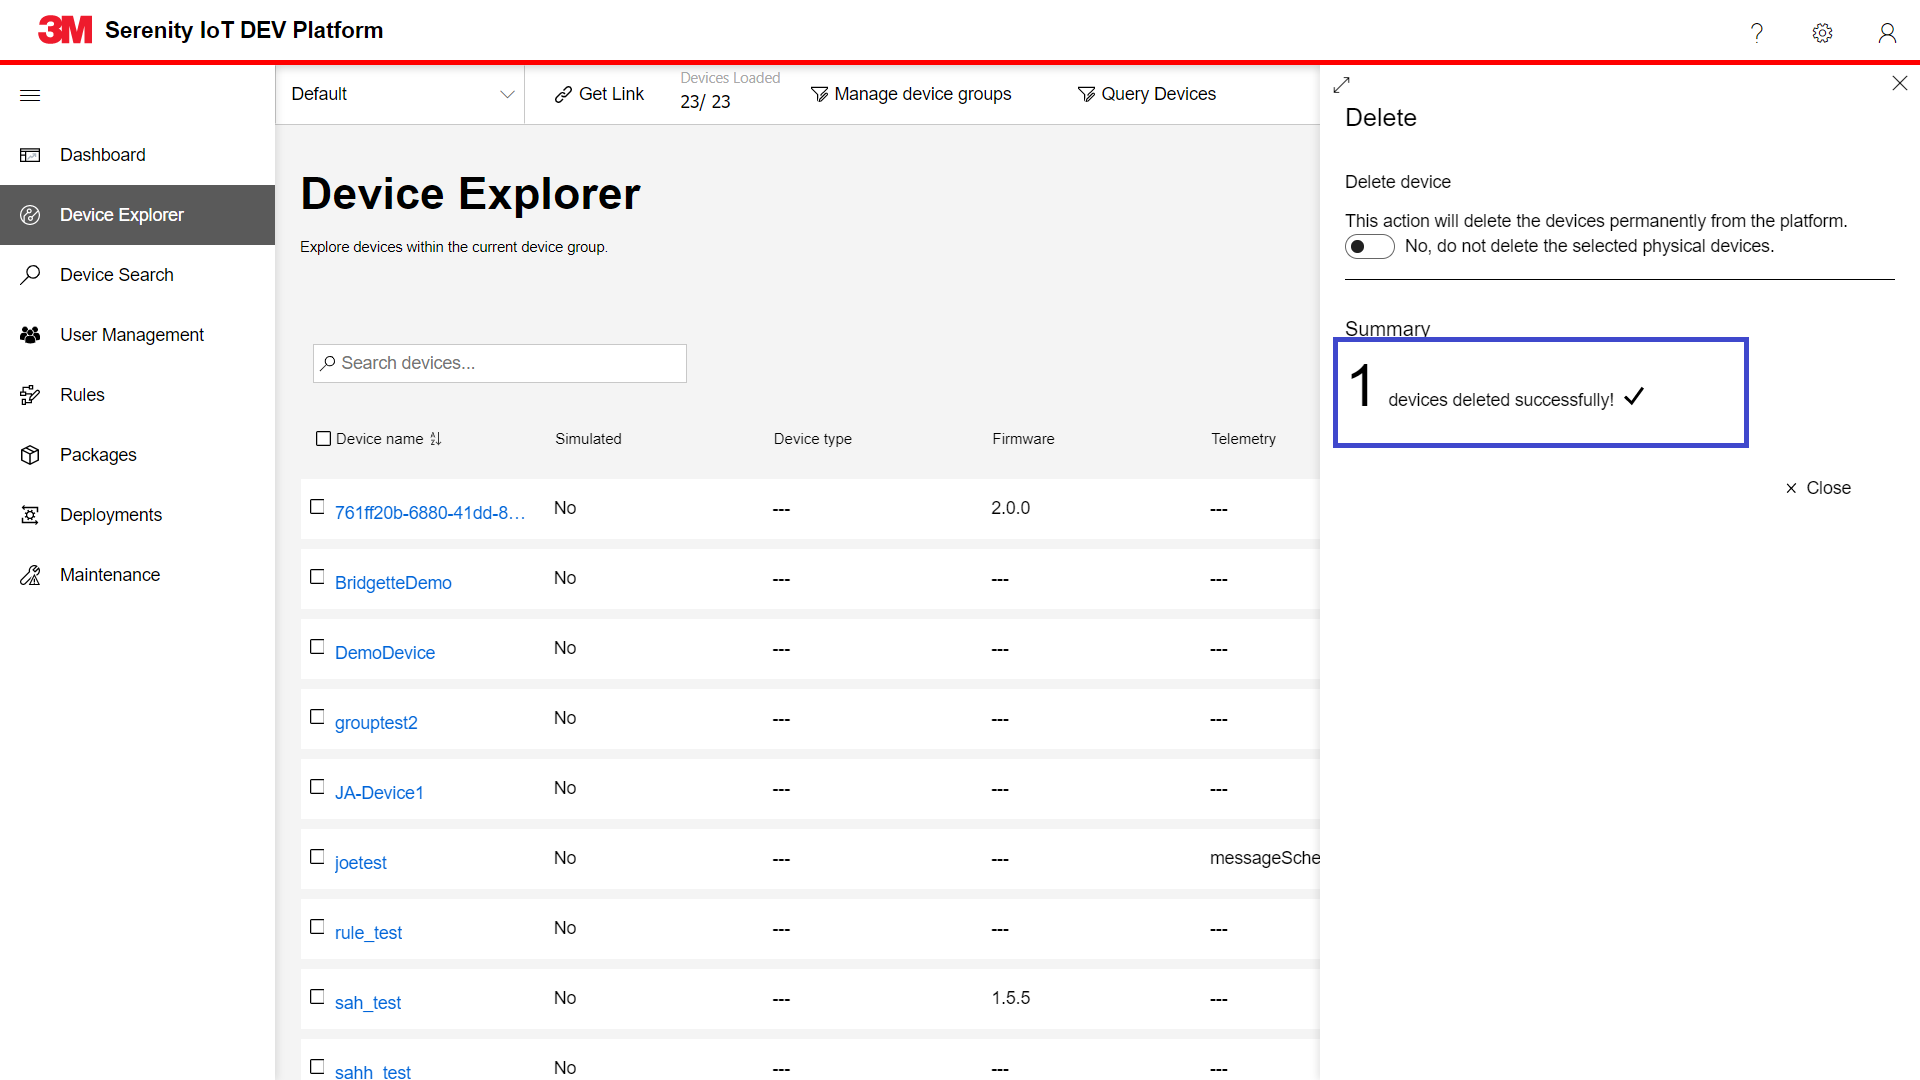 3M Serenity IoT DEV Platform
Default
Get Link
Devices Loaded
23/ 23
Manage device groups
Query Devices
Dashboard
Device Explorer
Device Search
User Management
Rules
Packages
Deployments
Maintenance
Device Explorer
Explore devices within the current device group.
Search devices...
Device name Simulated Device type Firmware Telemetry
761ff20b-6880-41dd-8... No --- 2.0.0 ---
BridgetteDemo No --- --- ---
DemoDevice No --- --- ---
grouptest2 No --- --- ---
JA-Device1 No --- --- ---
joetest No --- --- messageSche
rule_test No --- --- ---
sah_test No --- 1.5.5 ---
sahh_test No --- --- ---
Delete
Delete device
This action will delete the devices permanently from the platform.
No, do not delete the selected physical devices.
Summary
1 devices deleted successfully!
Close